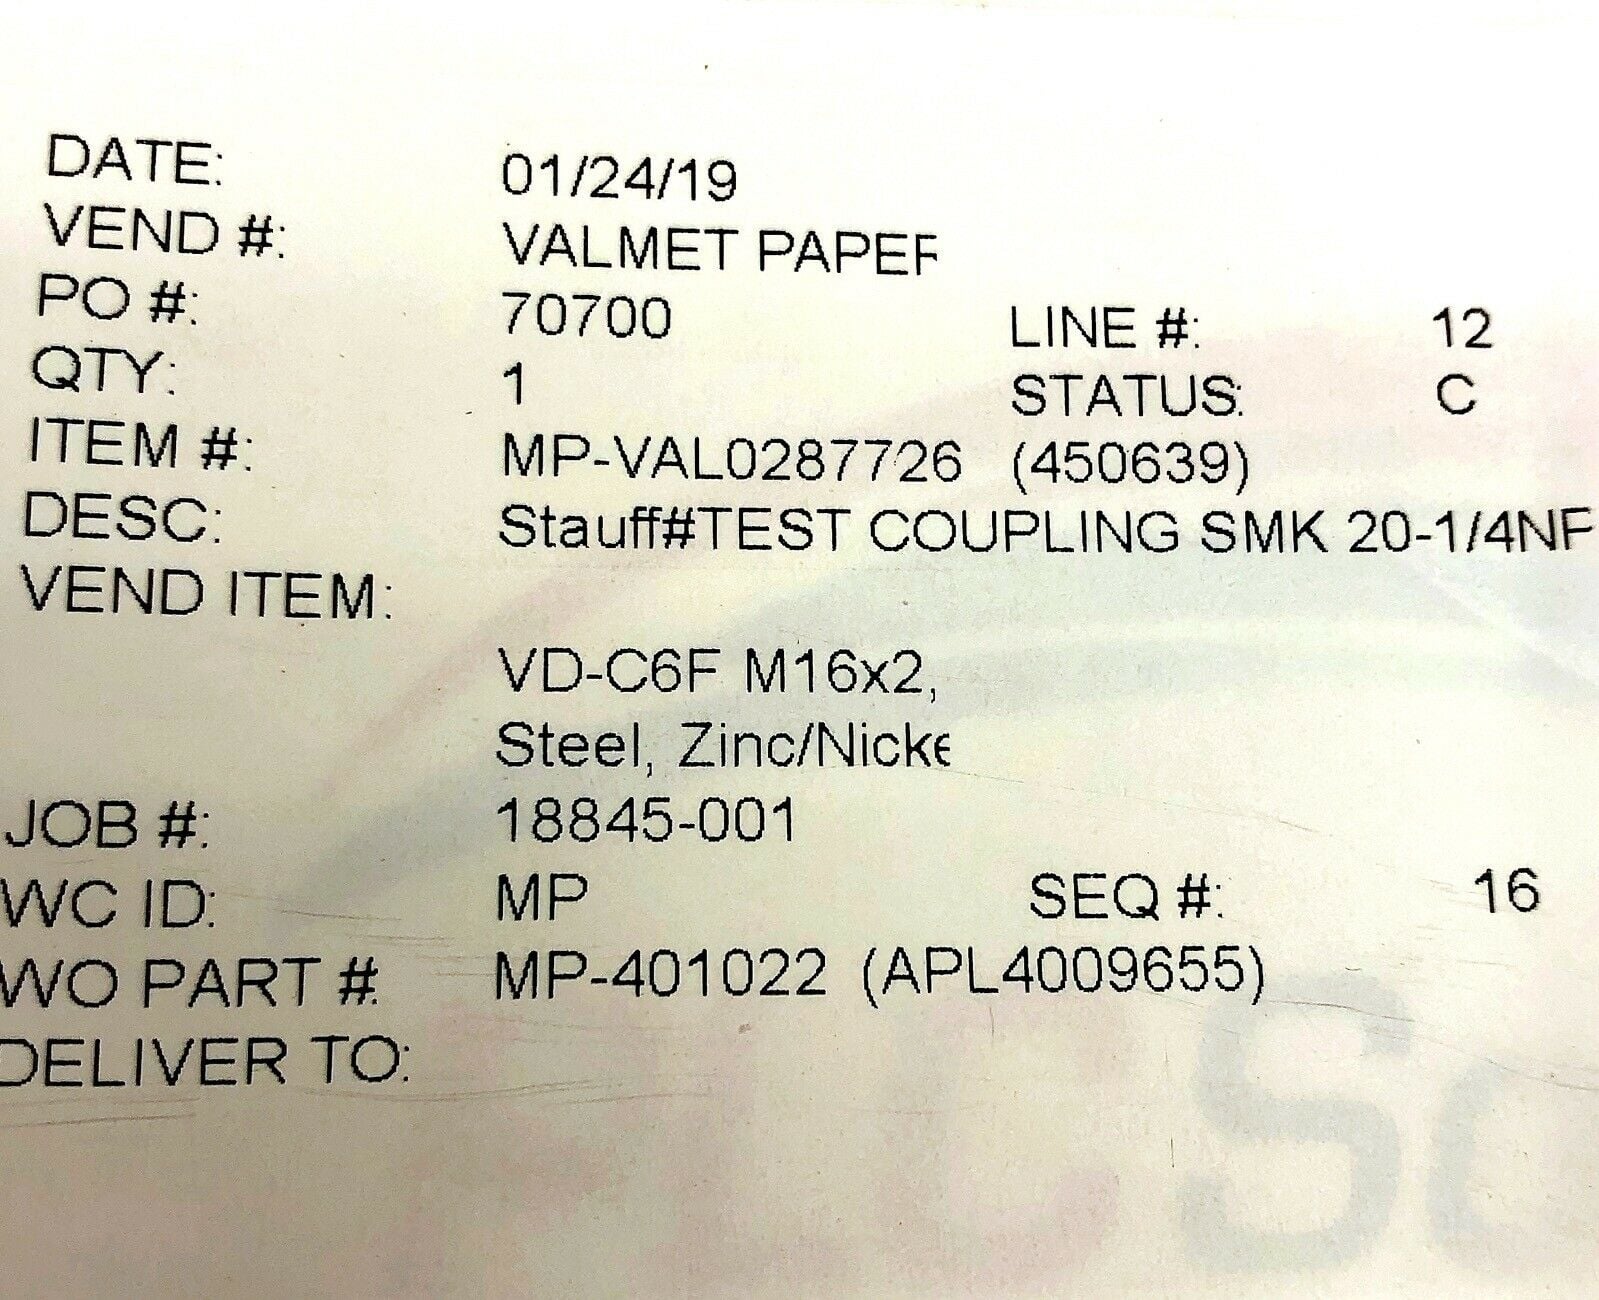 DATE: 01/24/19
VEND #: VALMET PAPER
PO #: 70700 LINE #: 12
QTY: 1 STATUS: C
ITEM #: MP-VAL0287726 (450639)
DESC: Stauff#TEST COUPLING SMK 20-1/4NF
VEND ITEM:
VD-C6F M16x2,
Steel, Zinc/Nicke
JOB #: 18845-001
WC ID: MP SEQ #: 16
WO PART #: MP-401022 (APL4009655)
DELIVER TO: